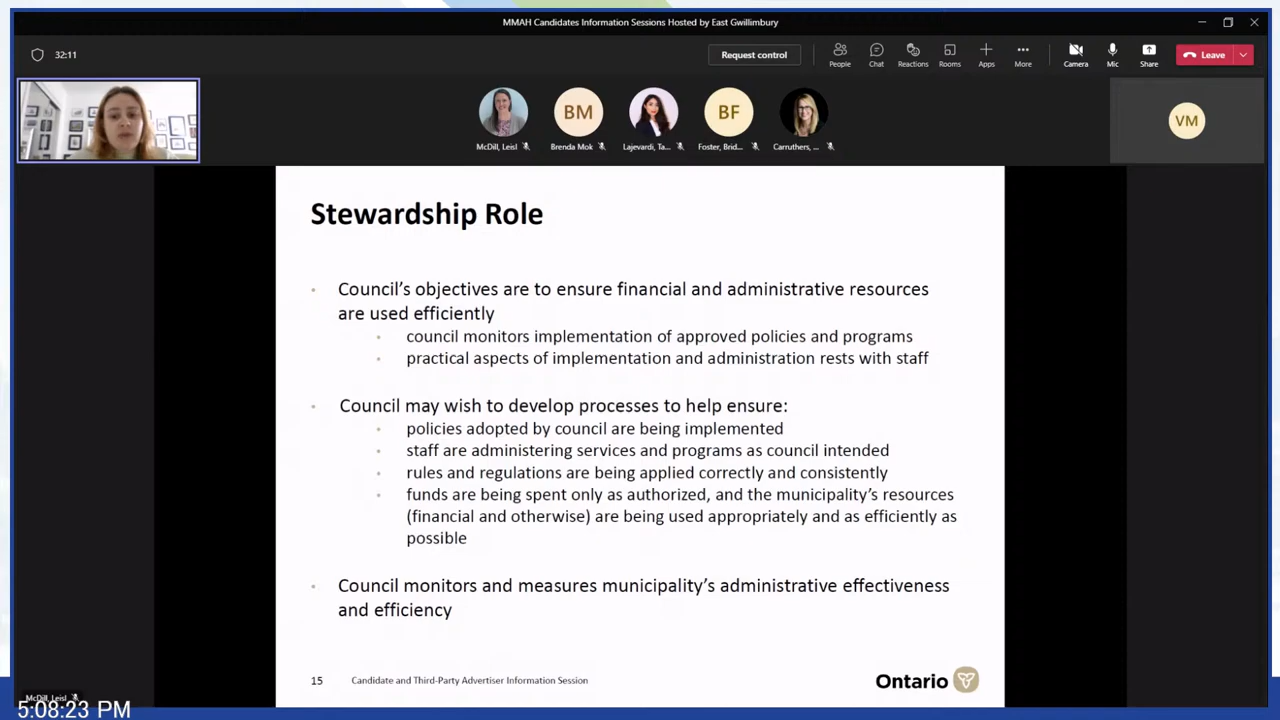 MMAH Candidates Information Sessions Hosted by East Gwillimbury
32:11
Request control
People
Chat
Reactions
Rooms
Apps
More
Camera
Mic
Share
Leave
BM
BF
VM
McDill, Leisl
Brenda Mok
Lajevardi, Ta...
Foster, Brid...
Carruthers, ...
Stewardship Role
• Council's objectives are to ensure financial and administrative resources
are used efficiently
• council monitors implementation of approved policies and programs
• practical aspects of implementation and administration rests with staff
• Council may wish to develop processes to help ensure:
• policies adopted by council are being implemented
• staff are administering services and programs as council intended
• rules and regulations are being applied correctly and consistently
• funds are being spent only as authorized, and the municipality's resources
(financial and otherwise) are being used appropriately and as efficiently as
possible
• Council monitors and measures municipality's administrative effectiveness
and efficiency
15 Candidate and Third-Party Advertiser Information Session
Ontario
McDill, Leisl
5:08:23 PM